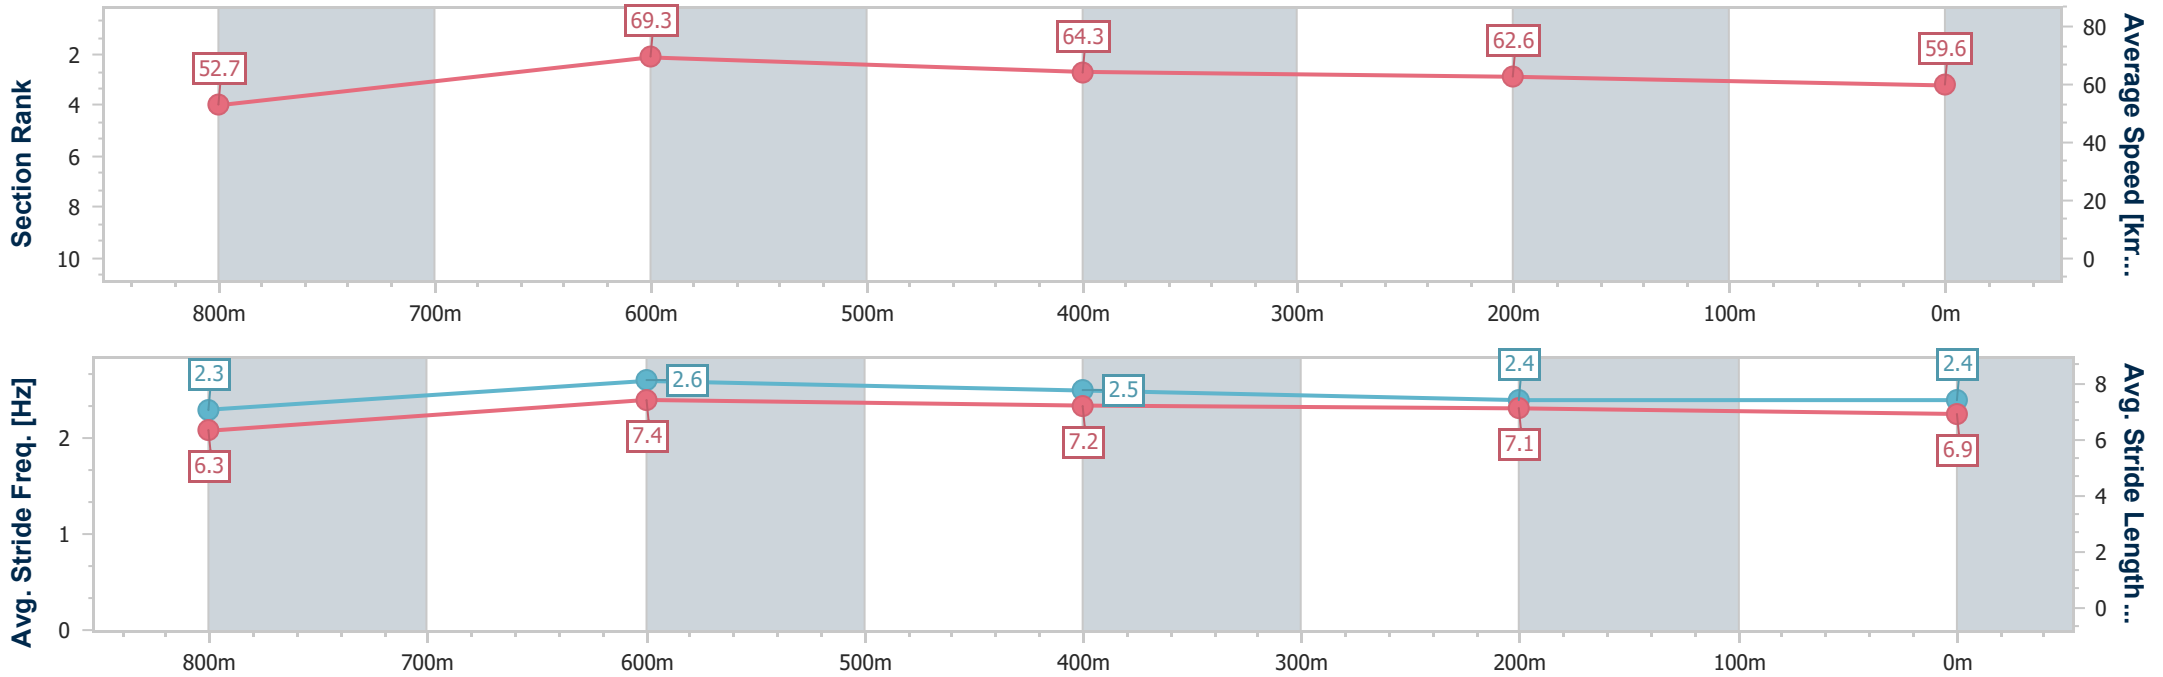 Section Rank
2
4
6
8
10
52.7
69.3
64.3
62.6
59.6
80
60
40
20
0
Average Speed [km...
800m
700m
600m
500m
400m
300m
200m
100m
0m
Avg. Stride Freq. [Hz]
2
1
0
2.3
2.6
2.5
2.4
2.4
6.3
7.4
7.2
7.1
6.9
8
6
4
2
0
Avg. Stride Length ...
800m
700m
600m
500m
400m
300m
200m
100m
0m